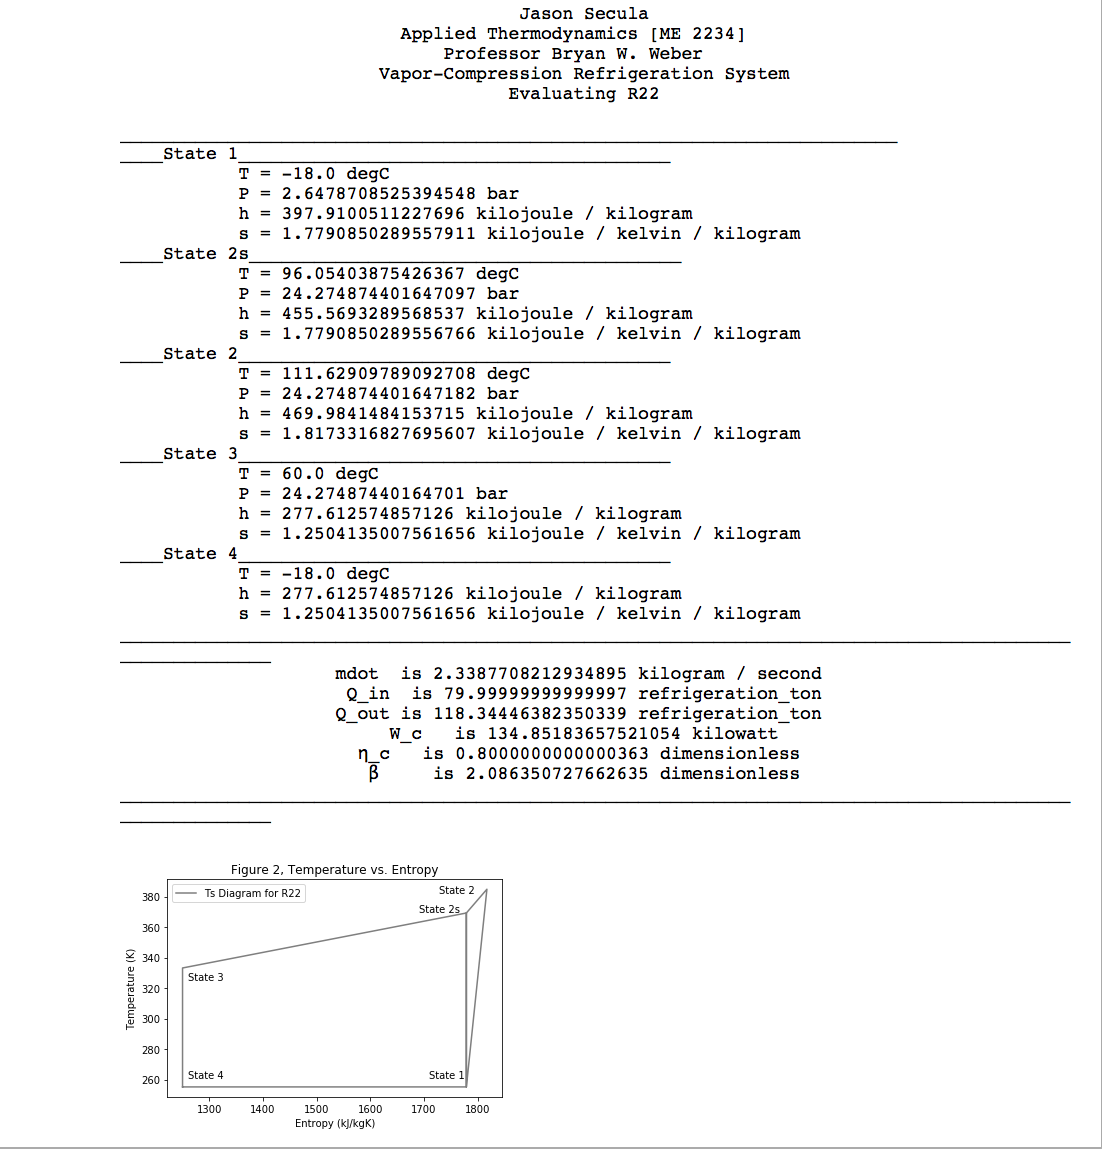 Jason Secula
Applied Thermodynamics [ME 2234]
Professor Bryan W. Weber
Vapor-Compression Refrigeration System
Evaluating R22
____State 1________________________________________
T = -18.0 degC
P = 2.6478708525394548 bar
h = 397.9100511227696 kilojoule / kilogram
s = 1.7790850289557911 kilojoule / kelvin / kilogram
____State 2s________________________________________
T = 96.05403875426367 degC
P = 24.274874401647097 bar
h = 455.5693289568537 kilojoule / kilogram
s = 1.7790850289556766 kilojoule / kelvin / kilogram
____State 2________________________________________
T = 111.62909789092708 degC
P = 24.274874401647182 bar
h = 469.9841484153715 kilojoule / kilogram
s = 1.8173316827695607 kilojoule / kelvin / kilogram
____State 3________________________________________
T = 60.0 degC
P = 24.27487440164701 bar
h = 277.612574857126 kilojoule / kilogram
s = 1.2504135007561656 kilojoule / kelvin / kilogram
____State 4________________________________________
T = -18.0 degC
h = 277.612574857126 kilojoule / kilogram
s = 1.2504135007561656 kilojoule / kelvin / kilogram
mdot is 2.3387708212934895 kilogram / second
Q_in is 79.99999999999997 refrigeration_ton
Q_out is 118.34446382350339 refrigeration_ton
W_c is 134.85183657521054 kilowatt
η_c is 0.8000000000000363 dimensionless
β is 2.086350727662635 dimensionless
Figure 2, Temperature vs. Entropy
Ts Diagram for R22
State 2
State 2s
State 3
State 4
State 1
380
360
340
320
300
280
260
Temperature (K)
1300 1400 1500 1600 1700 1800
Entropy (kJ/kgK)